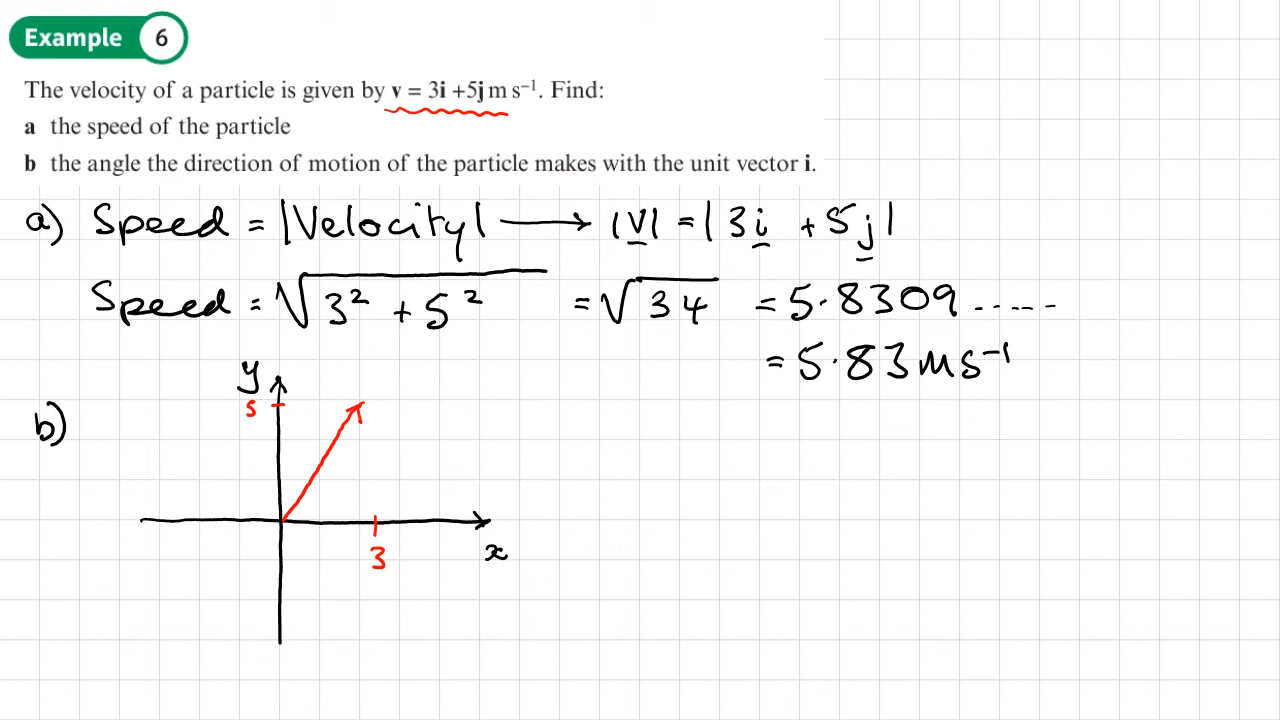 Example 6
The velocity of a particle is given by v = 3i +5j m s⁻¹. Find:
a the speed of the particle
b the angle the direction of motion of the particle makes with the unit vector i.
a) Speed = |Velocity| ⟶ |V| = |3i + 5j|
Speed = √3² + 5² = √34 = 5.8309.....
= 5.83ms⁻¹
b)
y
5
3
x